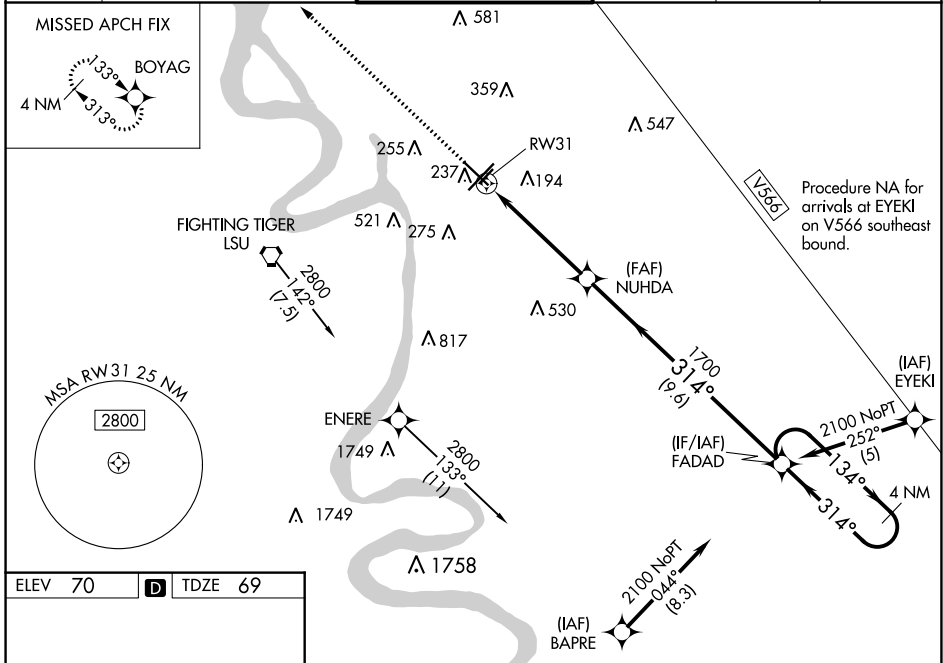 MISSED APCH FIX
BOYAG
133°
4 NM
313°
581
359
547
255
RW31
237
194
V566
Procedure NA for
arrivals at EYEKI
on V566 southeast
bound.
521
275
FIGHTING TIGER
LSU
2800
142°
(7.5)
(FAF)
NUHDA
530
817
1700
314°
(9.6)
(IAF)
EYEKI
MSA RW31 25 NM
2800
ENERE
2800
133°
(11)
1749
2100 NoPT
252°
(5)
(IF/IAF)
FADAD
134°
4 NM
314°
1749
1758
2100 NoPT
044°
(8.3)
(IAF)
BAPRE
ELEV 70 D TDZE 69